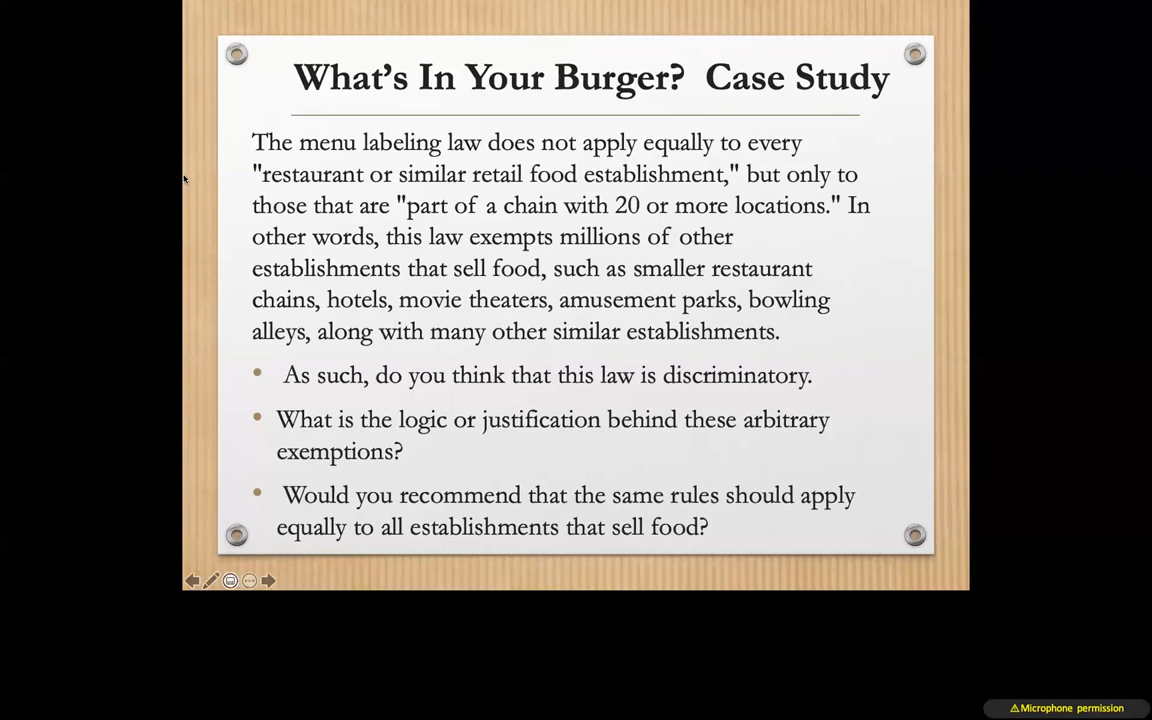 What’s In Your Burger?  Case Study
The menu labeling law does not apply equally to every
"restaurant or similar retail food establishment," but only to
those that are "part of a chain with 20 or more locations." In
other words, this law exempts millions of other
establishments that sell food, such as smaller restaurant
chains, hotels, movie theaters, amusement parks, bowling
alleys, along with many other similar establishments.
• As such, do you think that this law is discriminatory.
• What is the logic or justification behind these arbitrary
exemptions?
• Would you recommend that the same rules should apply
equally to all establishments that sell food?
⚠Microphone permission